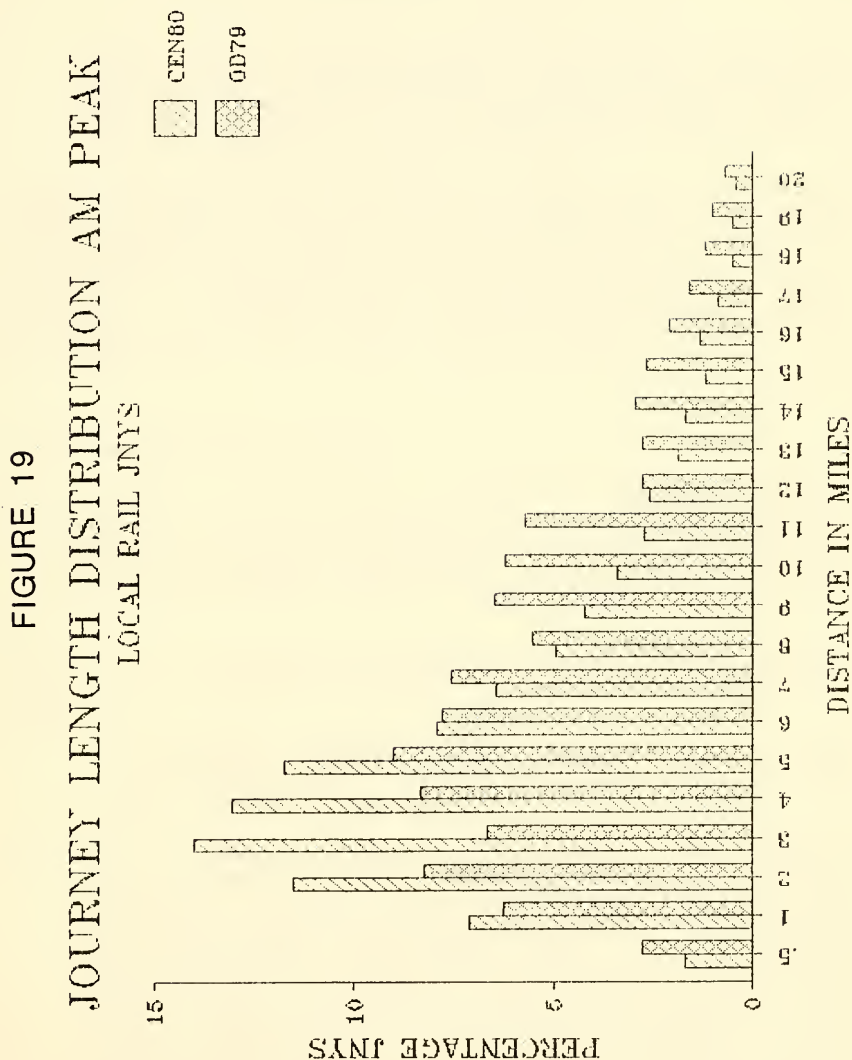 FIGURE 19
JOURNEY LENGTH DISTRIBUTION AM PEAK
LOCAL RAIL JNYS
CEN80
OD79
PERCENTAGE JNYS
15
10
5
0
.5 1 2 3 4 5 6 7 8 9 10 11 12 13 14 15 16 17 18 19 20
DISTANCE IN MILES